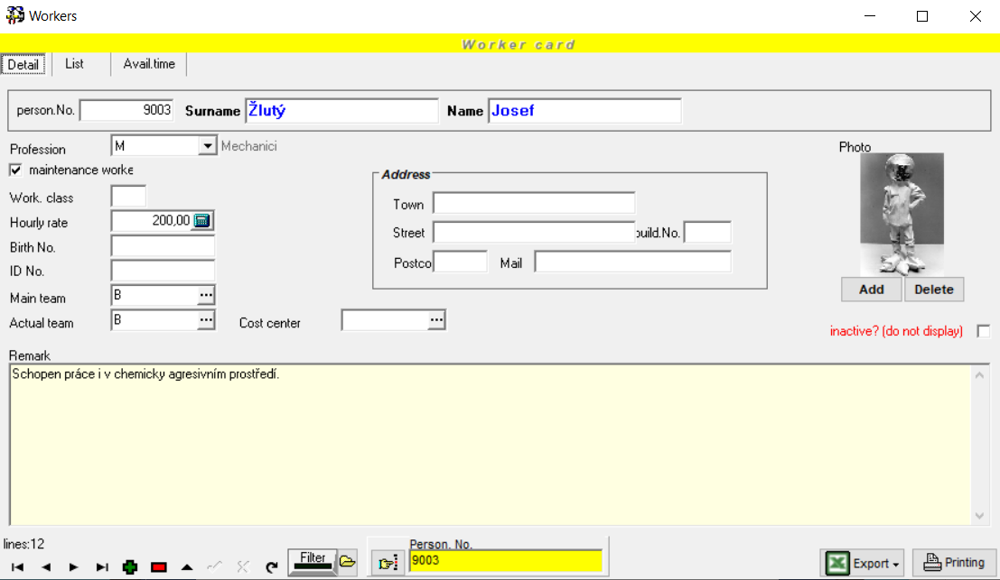 Workers
Worker card
Detail List Avail.time
person.No. 9003 Surname Žlutý Name Josef
Profession M Mechanici
Photo
maintenance worke
Address
Work. class
Town
Hourly rate 200,00
Street build.No.
Birth No.
ID No.
Postco Mail
Main team B ...
Add Delete
Actual team B ... Cost center ...
inactive? (do not display)
Remark
Schopen práce i v chemicky agresivním prostředí.
lines:12
Filter
Person. No.
9003
Export
Printing